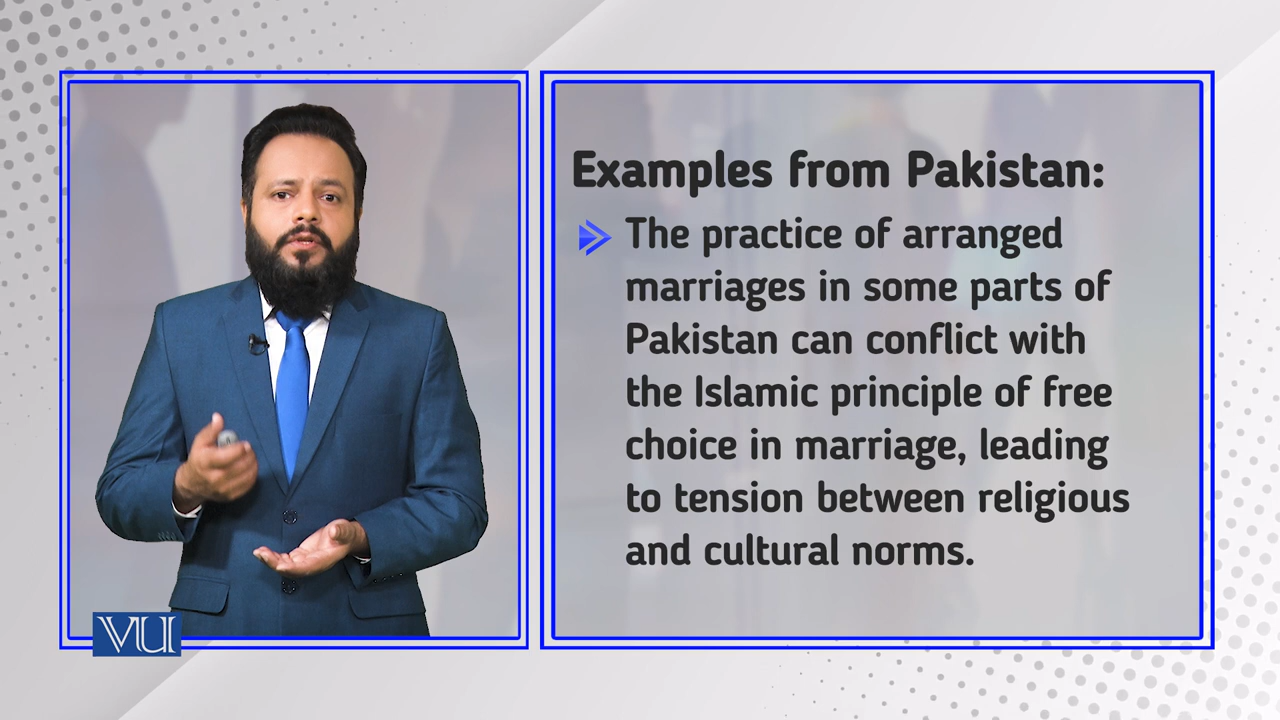 Examples from Pakistan:
The practice of arranged
marriages in some parts of
Pakistan can conflict with
the Islamic principle of free
choice in marriage, leading
to tension between religious
and cultural norms.
VU